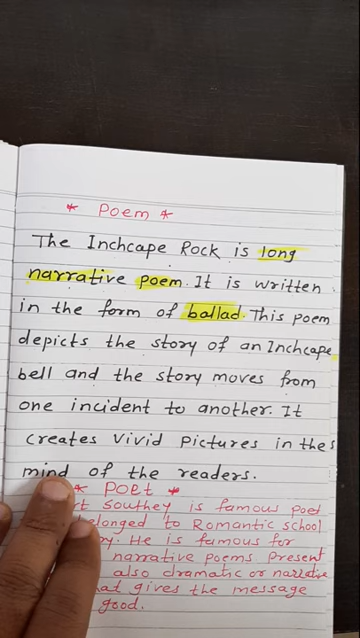 * Poem *
The Inchcape Rock is long
narrative poem. It is written
in the form of ballad. This poem
depicts the story of an Inchcape
bell and the story moves from
one incident to another. It
creates vivid pictures in the
mind of the readers.
* Poet *
Southey is famous poet
belonged to Romantic school
He is famous for
narrative poems present
also dramatic or narrative
gives the message
good.